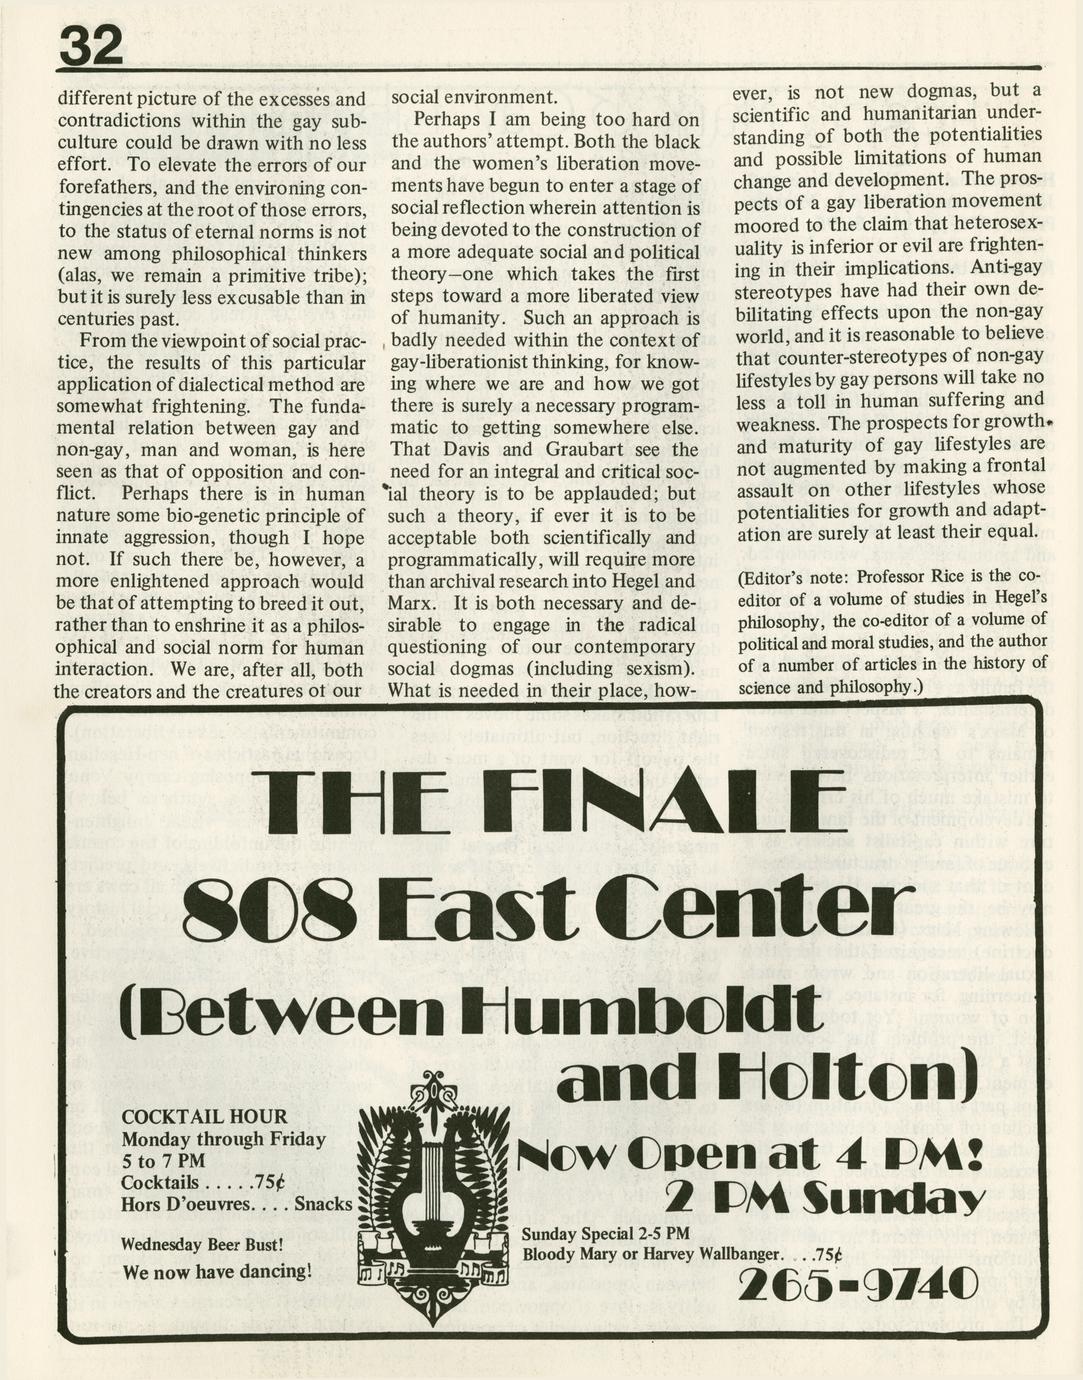 32
different picture of the excesses and
contradictions within the gay sub-
culture could be drawn with no less
effort. To elevate the errors of our
forefathers, and the environing con-
tingencies at the root of those errors,
to the status of eternal norms is not
new among philosophical thinkers
(alas, we remain a primitive tribe);
but it is surely less excusable than in
centuries past.
From the viewpoint of social prac-
tice, the results of this particular
application of dialectical method are
somewhat frightening. The funda-
mental relation between gay and
non-gay, man and woman, is here
seen as that of opposition and con-
flict. Perhaps there is in human
nature some bio-genetic principle of
innate aggression, though I hope
not. If such there be, however, a
more enlightened approach would
be that of attempting to breed it out,
rather than to enshrine it as a philos-
ophical and social norm for human
interaction. We are, after all, both
the creators and the creatures of our
social environment.
Perhaps I am being too hard on
the authors' attempt. Both the black
and the women's liberation move-
ments have begun to enter a stage of
social reflection wherein attention is
being devoted to the construction of
a more adequate social and political
theory—one which takes the first
steps toward a more liberated view
of humanity. Such an approach is
badly needed within the context of
gay-liberationist thinking, for know-
ing where we are and how we got
there is surely a necessary program-
matic to getting somewhere else.
That Davis and Graubart see the
need for an integral and critical soc-
ial theory is to be applauded; but
such a theory, if ever it is to be
acceptable both scientifically and
programmatically, will require more
than archival research into Hegel and
Marx. It is both necessary and de-
sirable to engage in the radical
questioning of our contemporary
social dogmas (including sexism).
What is needed in their place, how-
ever, is not new dogmas, but a
scientific and humanitarian under-
standing of both the potentialities
and possible limitations of human
change and development. The pros-
pects of a gay liberation movement
moored to the claim that heterosex-
uality is inferior or evil are frighten-
ing in their implications. Anti-gay
stereotypes have had their own de-
bilitating effects upon the non-gay
world, and it is reasonable to believe
that counter-stereotypes of non-gay
lifestyles by gay persons will take no
less a toll in human suffering and
weakness. The prospects for growth
and maturity of gay lifestyles are
not augmented by making a frontal
assault on other lifestyles whose
potentialities for growth and adapt-
ation are surely at least their equal.
(Editor's note: Professor Rice is the co-
editor of a volume of studies in Hegel's
philosophy, the co-editor of a volume of
political and moral studies, and the author
of a number of articles in the history of
science and philosophy.)
THE FINALE
808 East Center
(Between Humboldt
and Holton)
COCKTAIL HOUR
Monday through Friday
5 to 7 PM
Cocktails . . . . .75¢
Hors D'oeuvres. . . . Snacks
Wednesday Beer Bust!
We now have dancing!
Now Open at 4 PM!
2 PM Sunday
Sunday Special 2-5 PM
Bloody Mary or Harvey Wallbanger. . . .75¢
265-9740